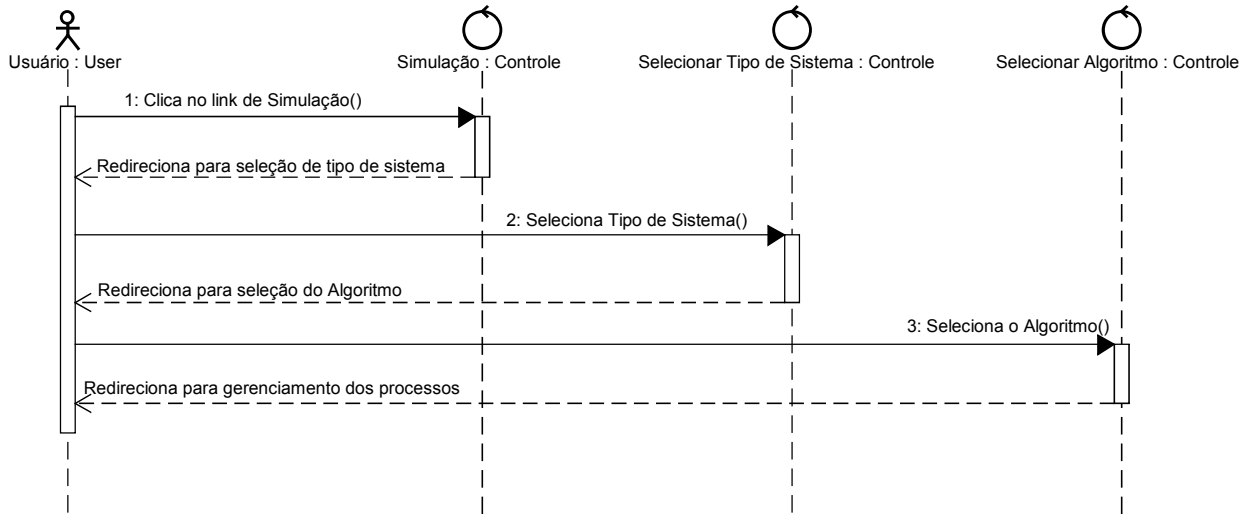 Usuário : User
Simulação : Controle
Selecionar Tipo de Sistema : Controle
Selecionar Algoritmo : Controle
1: Clica no link de Simulação()
Redireciona para seleção de tipo de sistema
2: Seleciona Tipo de Sistema()
Redireciona para seleção do Algoritmo
3: Seleciona o Algoritmo()
Redireciona para gerenciamento dos processos